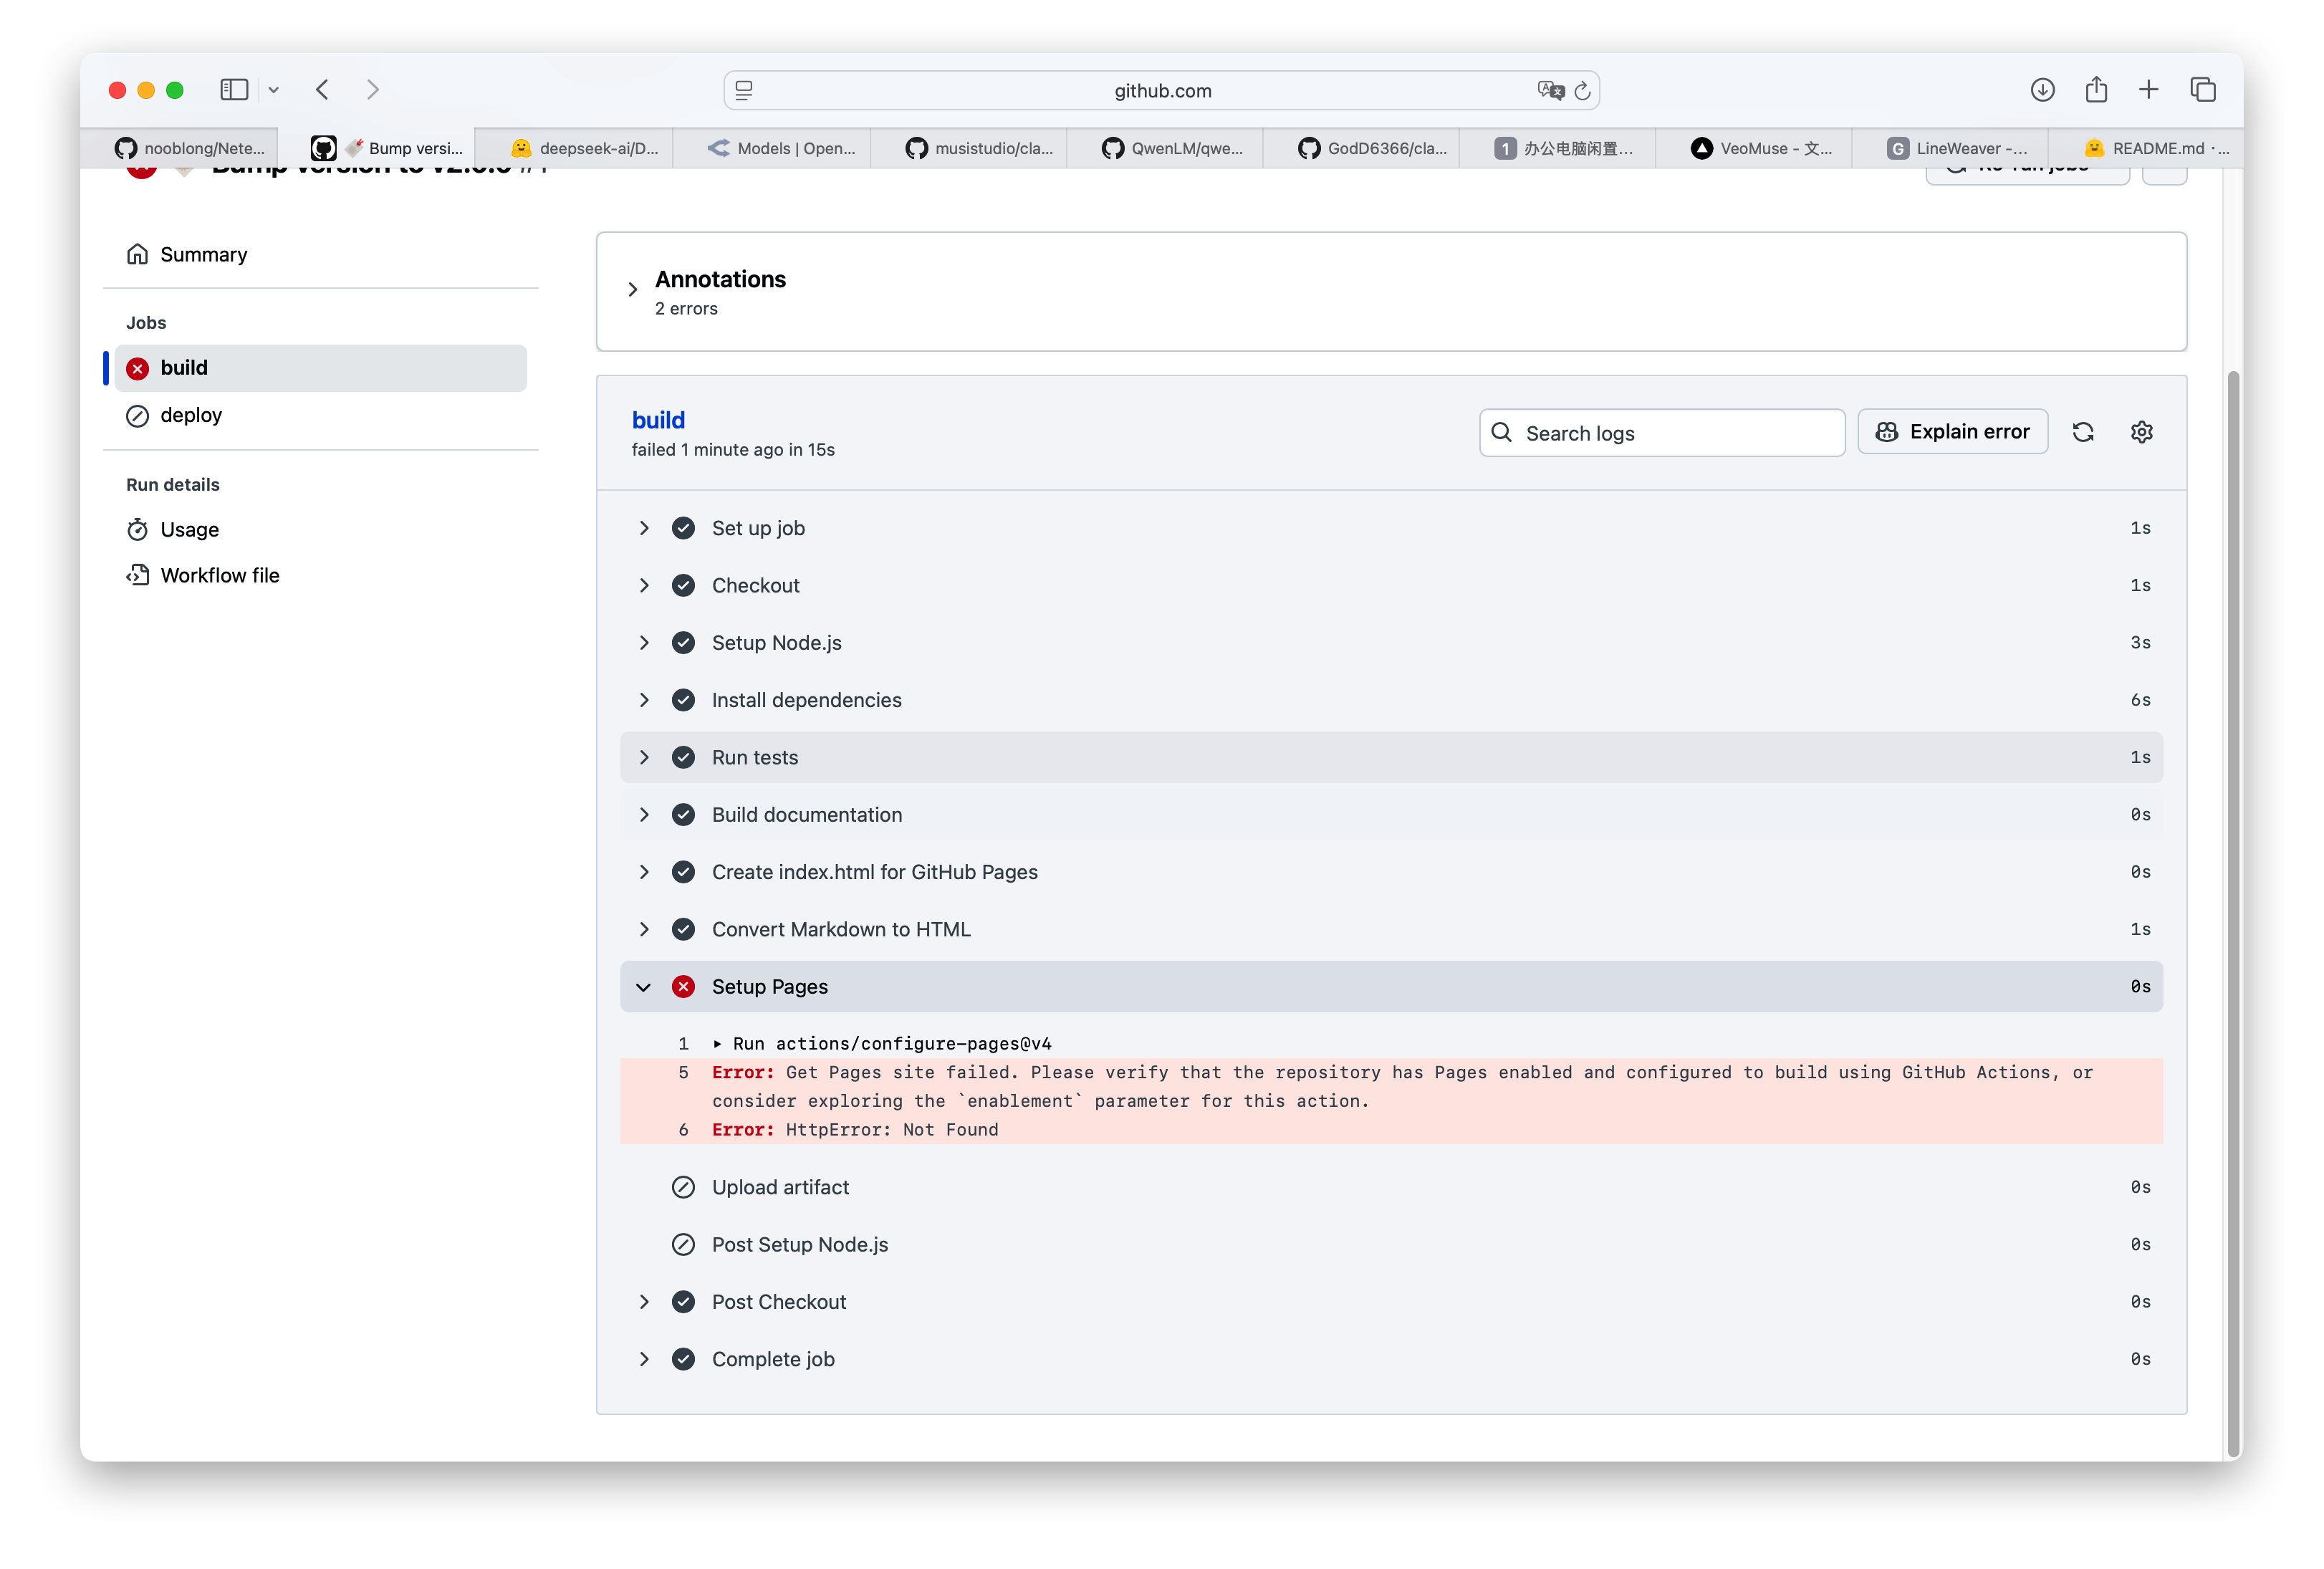 github.com
nooblong/Nete...
Bump versi...
deepseek-ai/D...
Models | Open...
musistudio/cla...
QwenLM/qwe...
GodD6366/cla...
1 办公电脑闲置...
VeoMuse - 文...
G LineWeaver -...
README.md ·...
Summary
Jobs
build
deploy
Run details
Usage
Workflow file
Annotations
2 errors
build
failed 1 minute ago in 15s
Search logs
Explain error
Set up job 1s
Checkout 1s
Setup Node.js 3s
Install dependencies 6s
Run tests 1s
Build documentation 0s
Create index.html for GitHub Pages 0s
Convert Markdown to HTML 1s
Setup Pages 0s
1 Run actions/configure-pages@v4
5 Error: Get Pages site failed. Please verify that the repository has Pages enabled and configured to build using GitHub Actions, or
consider exploring the `enablement` parameter for this action.
6 Error: HttpError: Not Found
Upload artifact 0s
Post Setup Node.js 0s
Post Checkout 0s
Complete job 0s